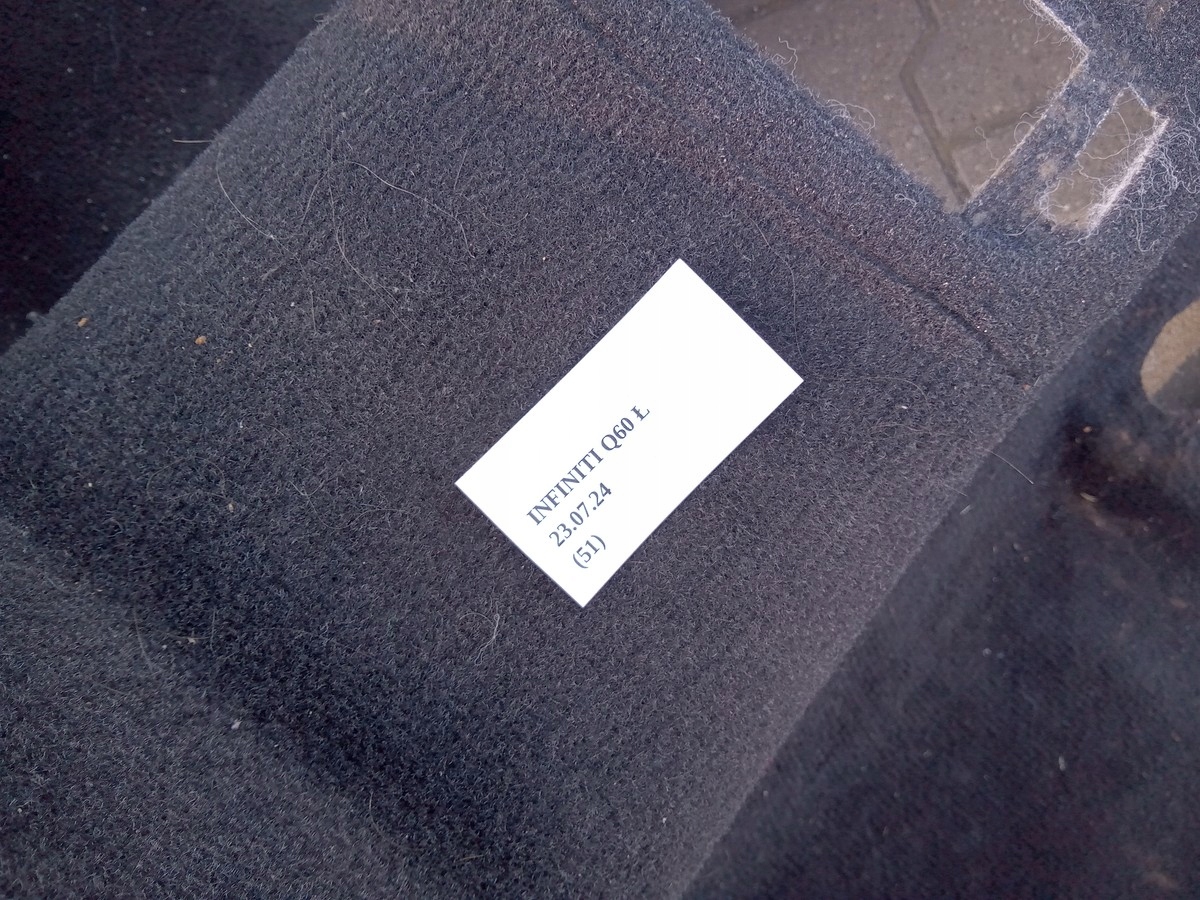 INFINITI Q60 Ł
23.07.24
(51)